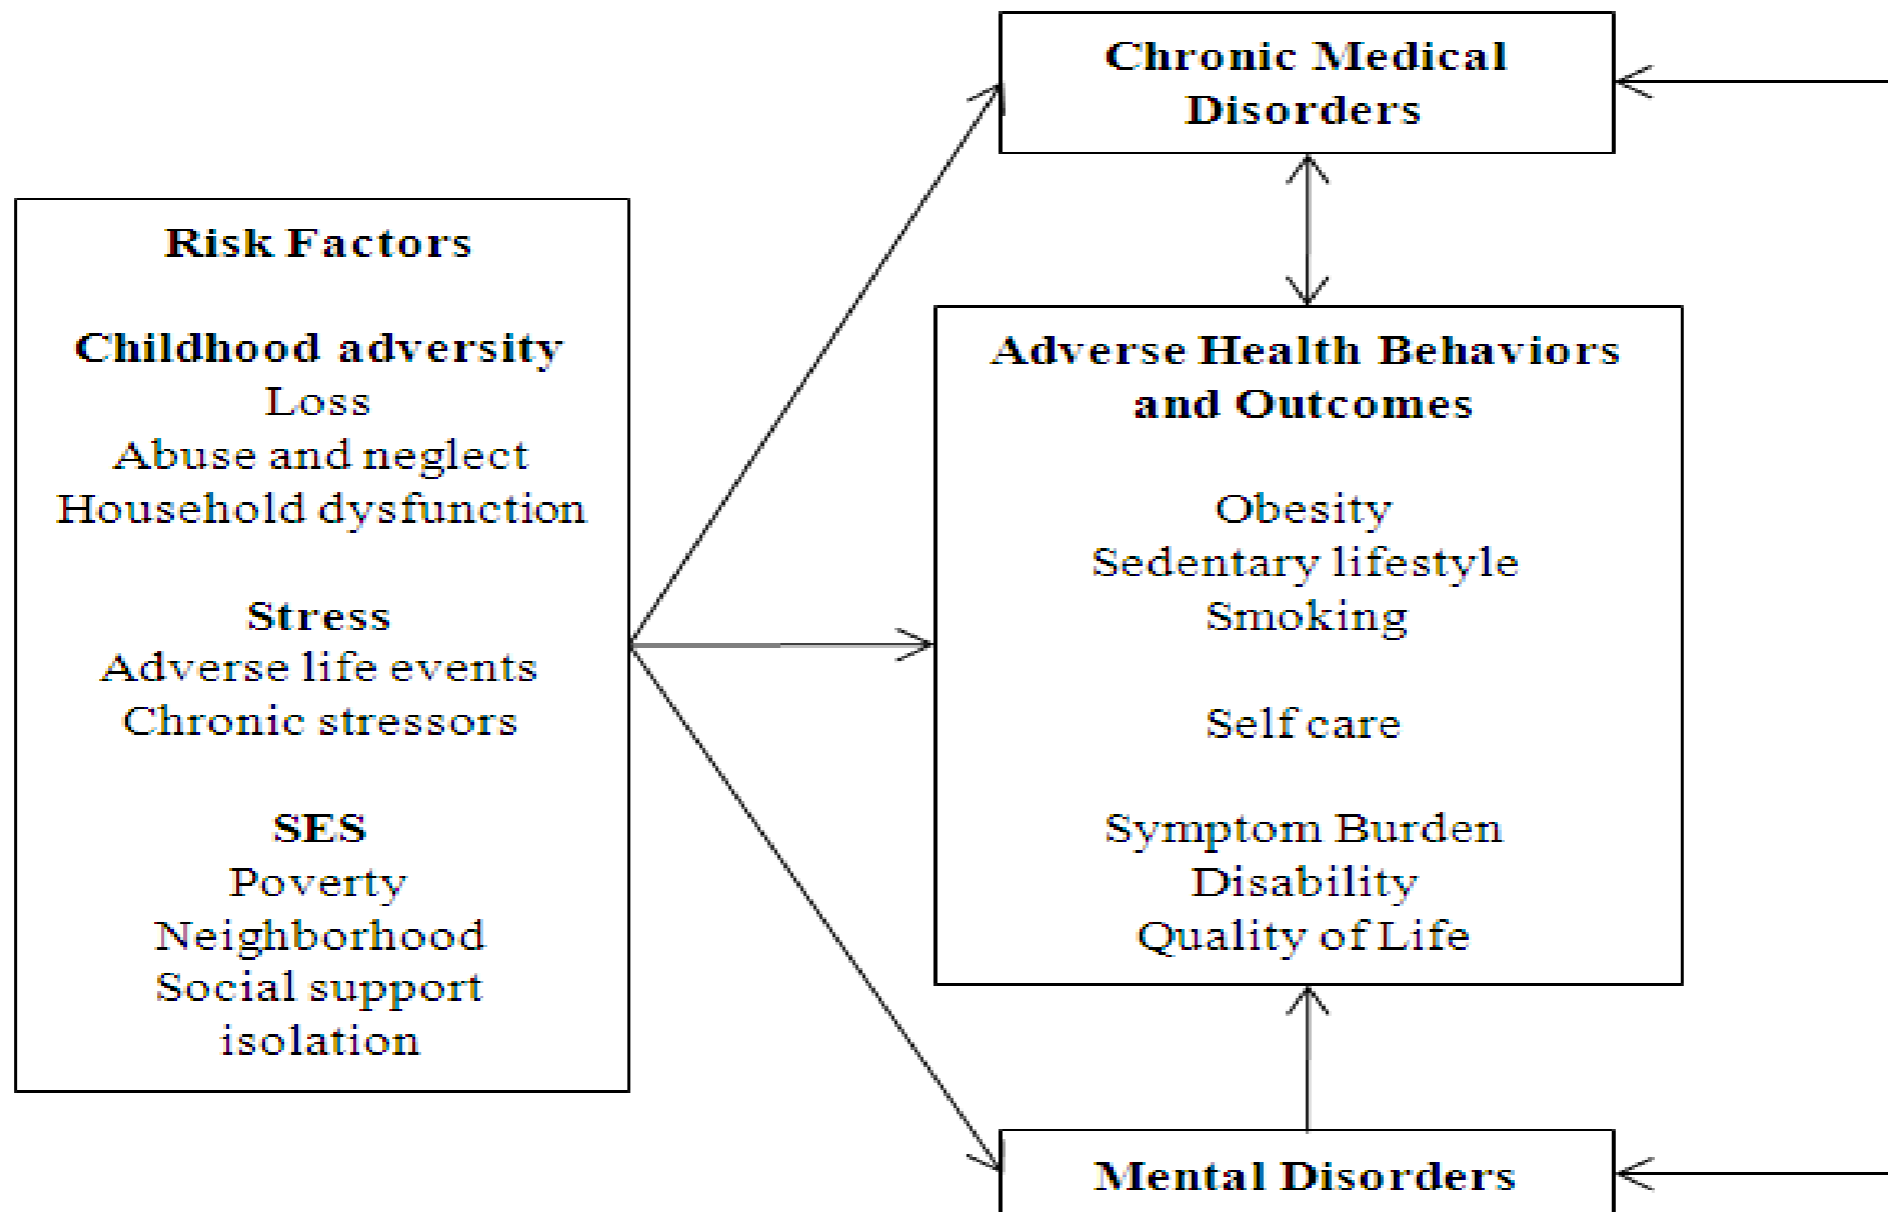 Chronic Medical
Disorders
Risk Factors
Childhood adversity
Loss
Abuse and neglect
Household dysfunction
Stress
Adverse life events
Chronic stressors
SES
Poverty
Neighborhood
Social support
isolation
Adverse Health Behaviors
and Outcomes
Obesity
Sedentary lifestyle
Smoking
Self care
Symptom Burden
Disability
Quality of Life
Mental Disorders